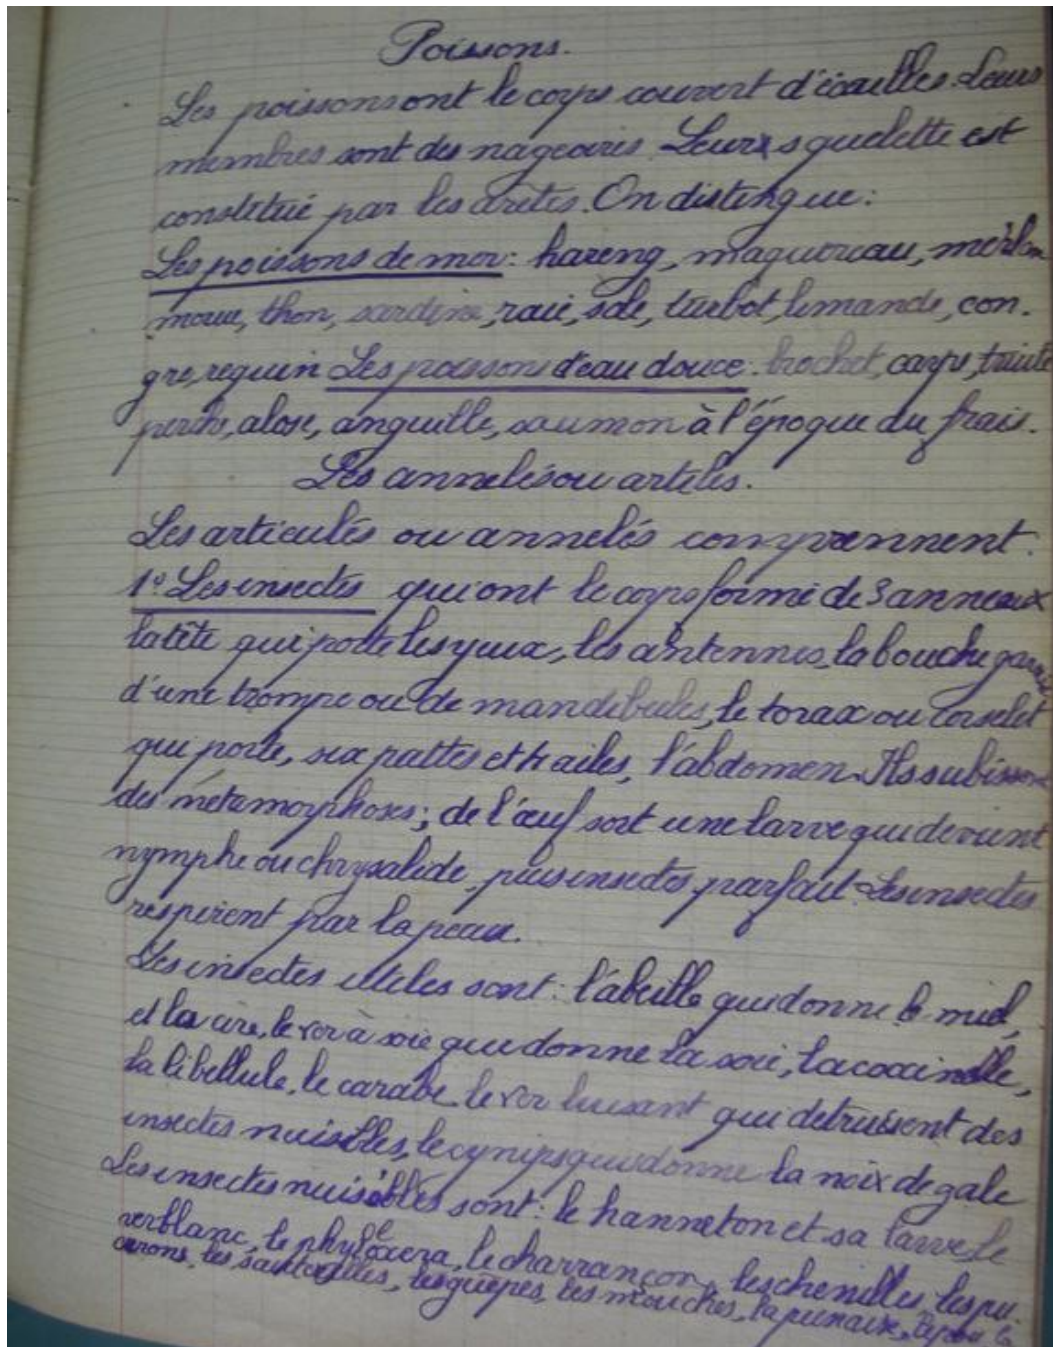 Poissons.
Les poissons ont le corps couvert d'écailles. Leurs
membres sont des nageoires. Leurs squelette est
constitué par les arêtes. On distingue :
Les poissons de mer : hareng, maquereau, merlan
morue, thon, sardine, raie, sole, turbot, limande, con.
gre, requin Les poissons d'eau douce : brochet, carpe, truite
perche, alose, anguille, saumon à l'époque du frais.
Les annelés ou articles.
Les articulés ou annelés comprennent.
1º Les insectes qui ont le corps formé de 3 anneaux
la tête qui porte les yeux, les antennes, la bouche garnie
d'une trompe ou de mandibules, le torax ou corselet
qui porte, six pattes et ailes, l'abdomen. Ils subissent
des métamorphoses ; de l'œuf sort une larve qui devient
nymphe ou chrysalide, puis insectes parfait. Les insectes
respirent par la peau.
Les insectes utiles sont : l'abeille qui donne le miel,
et la cire, le ver à soie qui donne la soie, la coccinelle,
la libellule, le carabe, le ver luisant qui detruisent des
insectes nuisibles, le cynips qui donne la noix de gale
Les insectes nuisibles sont : le hanneton et sa larve le
ver blanc, le phylloxera, le charrançon, les chenilles, les pu.
cerons, les sauterelles, les guêpes, les mouches, la punaise, le pou, la